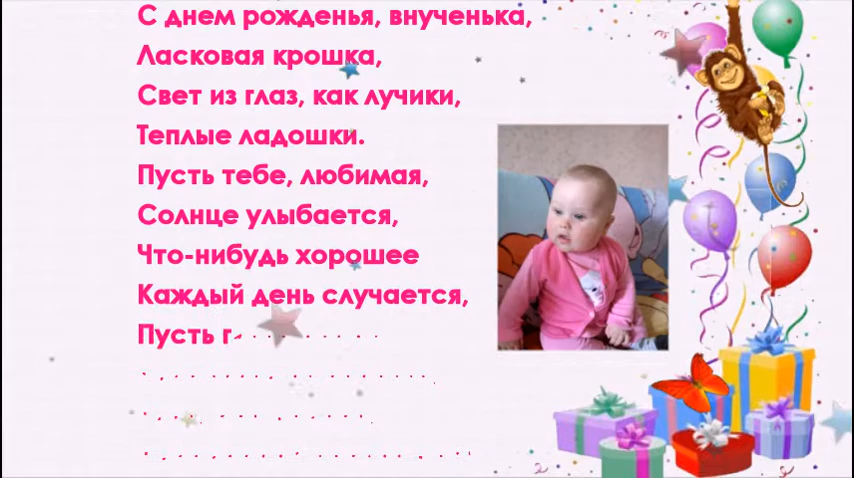 С днем рожденья, внученька,
Ласковая крошка,
Свет из глаз, как лучики,
Теплые ладошки.
Пусть тебе, любимая,
Солнце улыбается,
Что-нибудь хорошее
Каждый день случается,
Пусть г